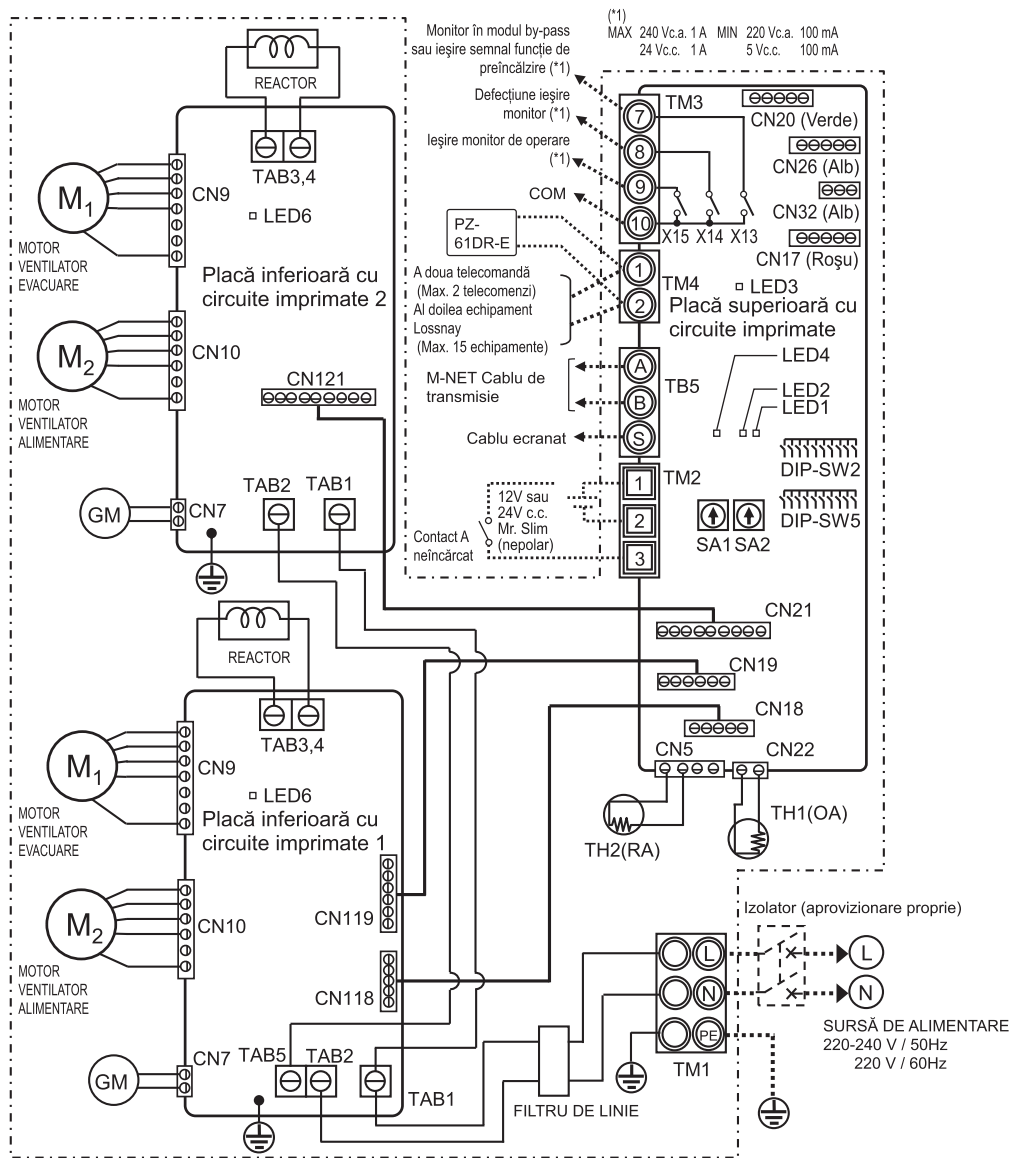 (*1)
MAX 240 Vc.a. 1 A MIN 220 Vc.a. 100 mA
24 Vc.c. 1 A 5 Vc.c. 100 mA
Monitor în modul by-pass
sau ieșire semnal funcție de
preîncălzire (*1)
Defecțiune ieșire
monitor (*1)
Ieșire monitor de operare
(*1)
COM
PZ-
61DR-E
A doua telecomandă
(Max. 2 telecomenzi)
Al doilea echipament
Lossnay
(Max. 15 echipamente)
M-NET Cablu de
transmisie
Cablu ecranat
12V sau
24V c.c.
Mr. Slim
(nepolar)
Contact A
neîncărcat
TM3
7
8
9
10
X15 X14 X13
TM4
1
2
TB5
A
B
S
TM2
1
2
3
CN20 (Verde)
CN26 (Alb)
CN32 (Alb)
CN17 (Roșu)
LED3
Placă superioară cu
circuite imprimate
LED4
LED2
LED1
DIP-SW2
DIP-SW5
SA1 SA2
CN21
CN19
CN18
CN5
CN22
TH2(RA)
TH1(OA)
REACTOR
TAB3,4
M1
CN9
LED6
MOTOR
VENTILATOR
EVACUARE
Placă inferioară cu
circuite imprimate 2
M2
CN10
MOTOR
VENTILATOR
ALIMENTARE
CN121
TAB2
TAB1
GM
CN7
REACTOR
TAB3,4
M1
CN9
LED6
MOTOR
VENTILATOR
EVACUARE
Placă inferioară cu
circuite imprimate 1
M2
CN10
MOTOR
VENTILATOR
ALIMENTARE
CN119
CN118
GM
CN7
TAB5 TAB2
TAB1
FILTRU DE LINIE
Izolator (aprovizionare proprie)
L
N
PE
TM1
L
N
SURSĂ DE ALIMENTARE
220-240 V / 50Hz
220 V / 60Hz